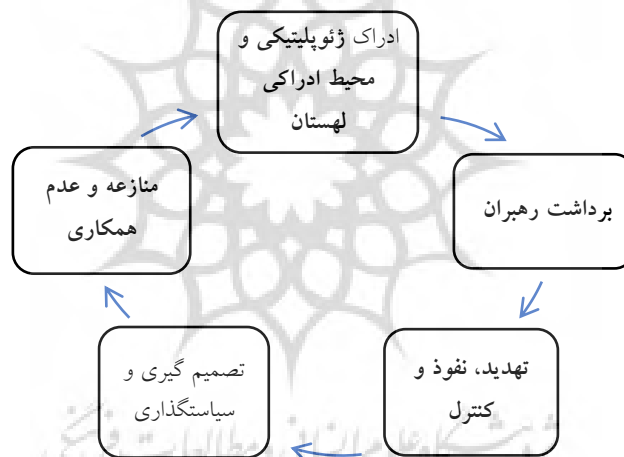 ادراک ژئوپلیتیکی و
محیط ادراکی
لهستان
برداشت رهبران
تهدید، نفوذ و
کنترل
تصمیم گیری و
سیاستگذاری
منازعه و عدم
همکاری